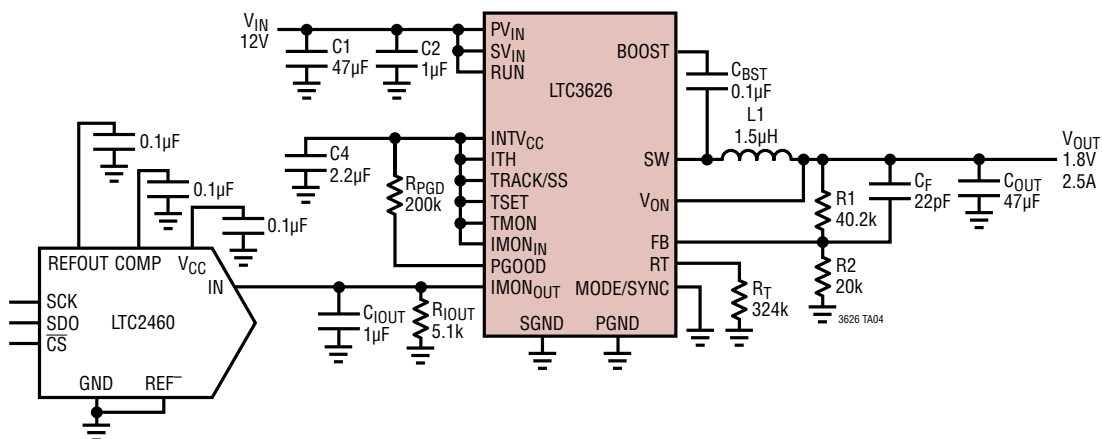 VIN
12V
C1
47µF
C2
1µF
PVIN
SVIN
RUN
LTC3626
BOOST
CBST
0.1µF
L1
1.5µH
VOUT
1.8V
2.5A
INTVCC
ITH
TRACK/SS
TSET
TMON
IMONIN
PGOOD
IMONOUT
C4
2.2µF
RPGD
200k
SW
VON
FB
RT
MODE/SYNC
SGND
PGND
R1
40.2k
CF
22pF
COUT
47µF
R2
20k
RT
324k
3626 TA04
0.1µF
0.1µF
0.1µF
REFOUT
COMP
VCC
IN
SCK
SDO
C̅S̅
LTC2460
GND
REF–
CIOUT
1µF
RIOUT
5.1k